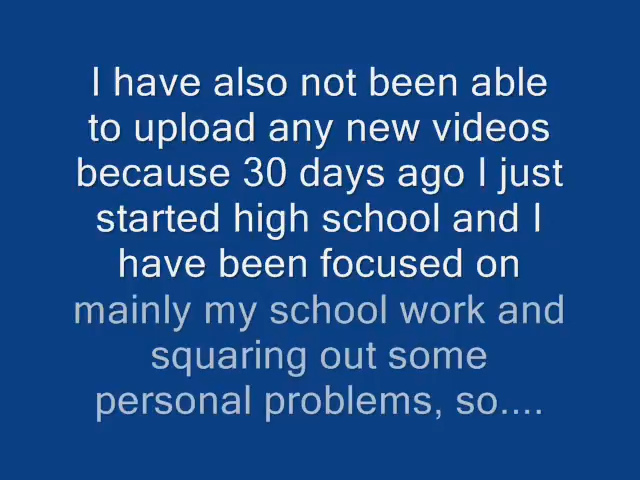 I have also not been able
to upload any new videos
because 30 days ago I just
started high school and I
have been focused on
mainly my school work and
squaring out some
personal problems, so....